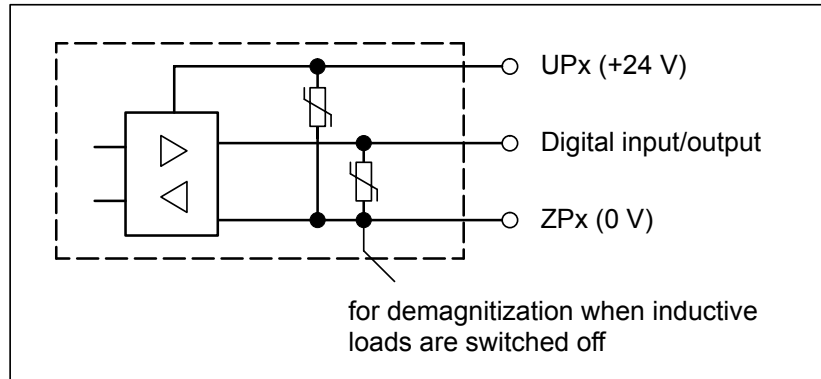 UPx (+24 V)
Digital input/output
ZPx (0 V)
for demagnitization when inductive
loads are switched off